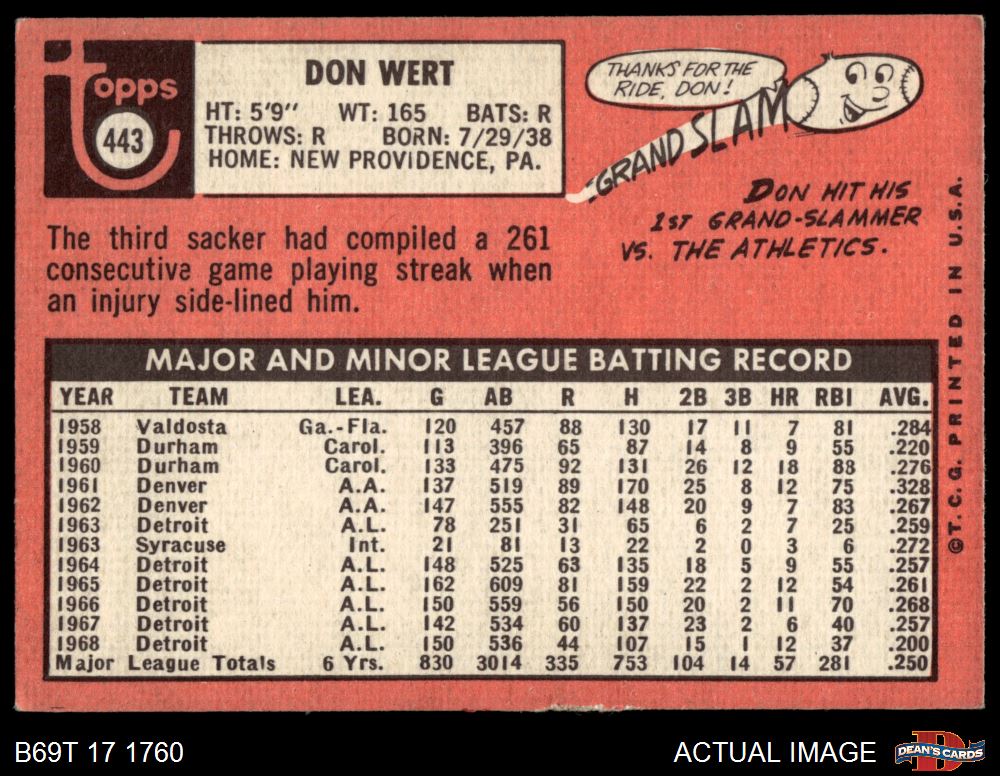 Topps
443
DON WERT
HT: 5'9" WT: 165 BATS: R
THROWS: R BORN: 7/29/38
HOME: NEW PROVIDENCE, PA.
THANKS FOR THE
RIDE, DON!
GRAND SLAM
DON HIT HIS
1ST GRAND-SLAMMER
VS. THE ATHLETICS.
The third sacker had compiled a 261
consecutive game playing streak when
an injury side-lined him.
MAJOR AND MINOR LEAGUE BATTING RECORD
YEAR TEAM LEA. G AB R H 2B 3B HR RBI AVG.
1958 Valdosta Ga.-Fla. 120 457 88 130 17 11 7 81 .284
1959 Durham Carol. 113 396 65 87 14 8 9 55 .220
1960 Durham Carol. 133 475 92 131 26 12 18 88 .276
1961 Denver A.A. 137 519 89 170 25 8 12 75 .328
1962 Denver A.A. 147 555 82 148 20 9 7 83 .267
1963 Detroit A.L. 78 251 31 65 6 2 7 25 .259
1963 Syracuse Int. 21 81 13 22 2 0 3 6 .272
1964 Detroit A.L. 148 525 63 135 18 5 9 55 .257
1965 Detroit A.L. 162 609 81 159 22 2 12 54 .261
1966 Detroit A.L. 150 559 56 150 20 2 11 70 .268
1967 Detroit A.L. 142 534 60 137 23 2 6 40 .257
1968 Detroit A.L. 150 536 44 107 15 1 12 37 .200
Major League Totals 6 Yrs. 830 3014 335 753 104 14 57 281 .250
©T.C.G. PRINTED IN U.S.A.
B69T 17 1760
ACTUAL IMAGE
DEAN'S CARDS